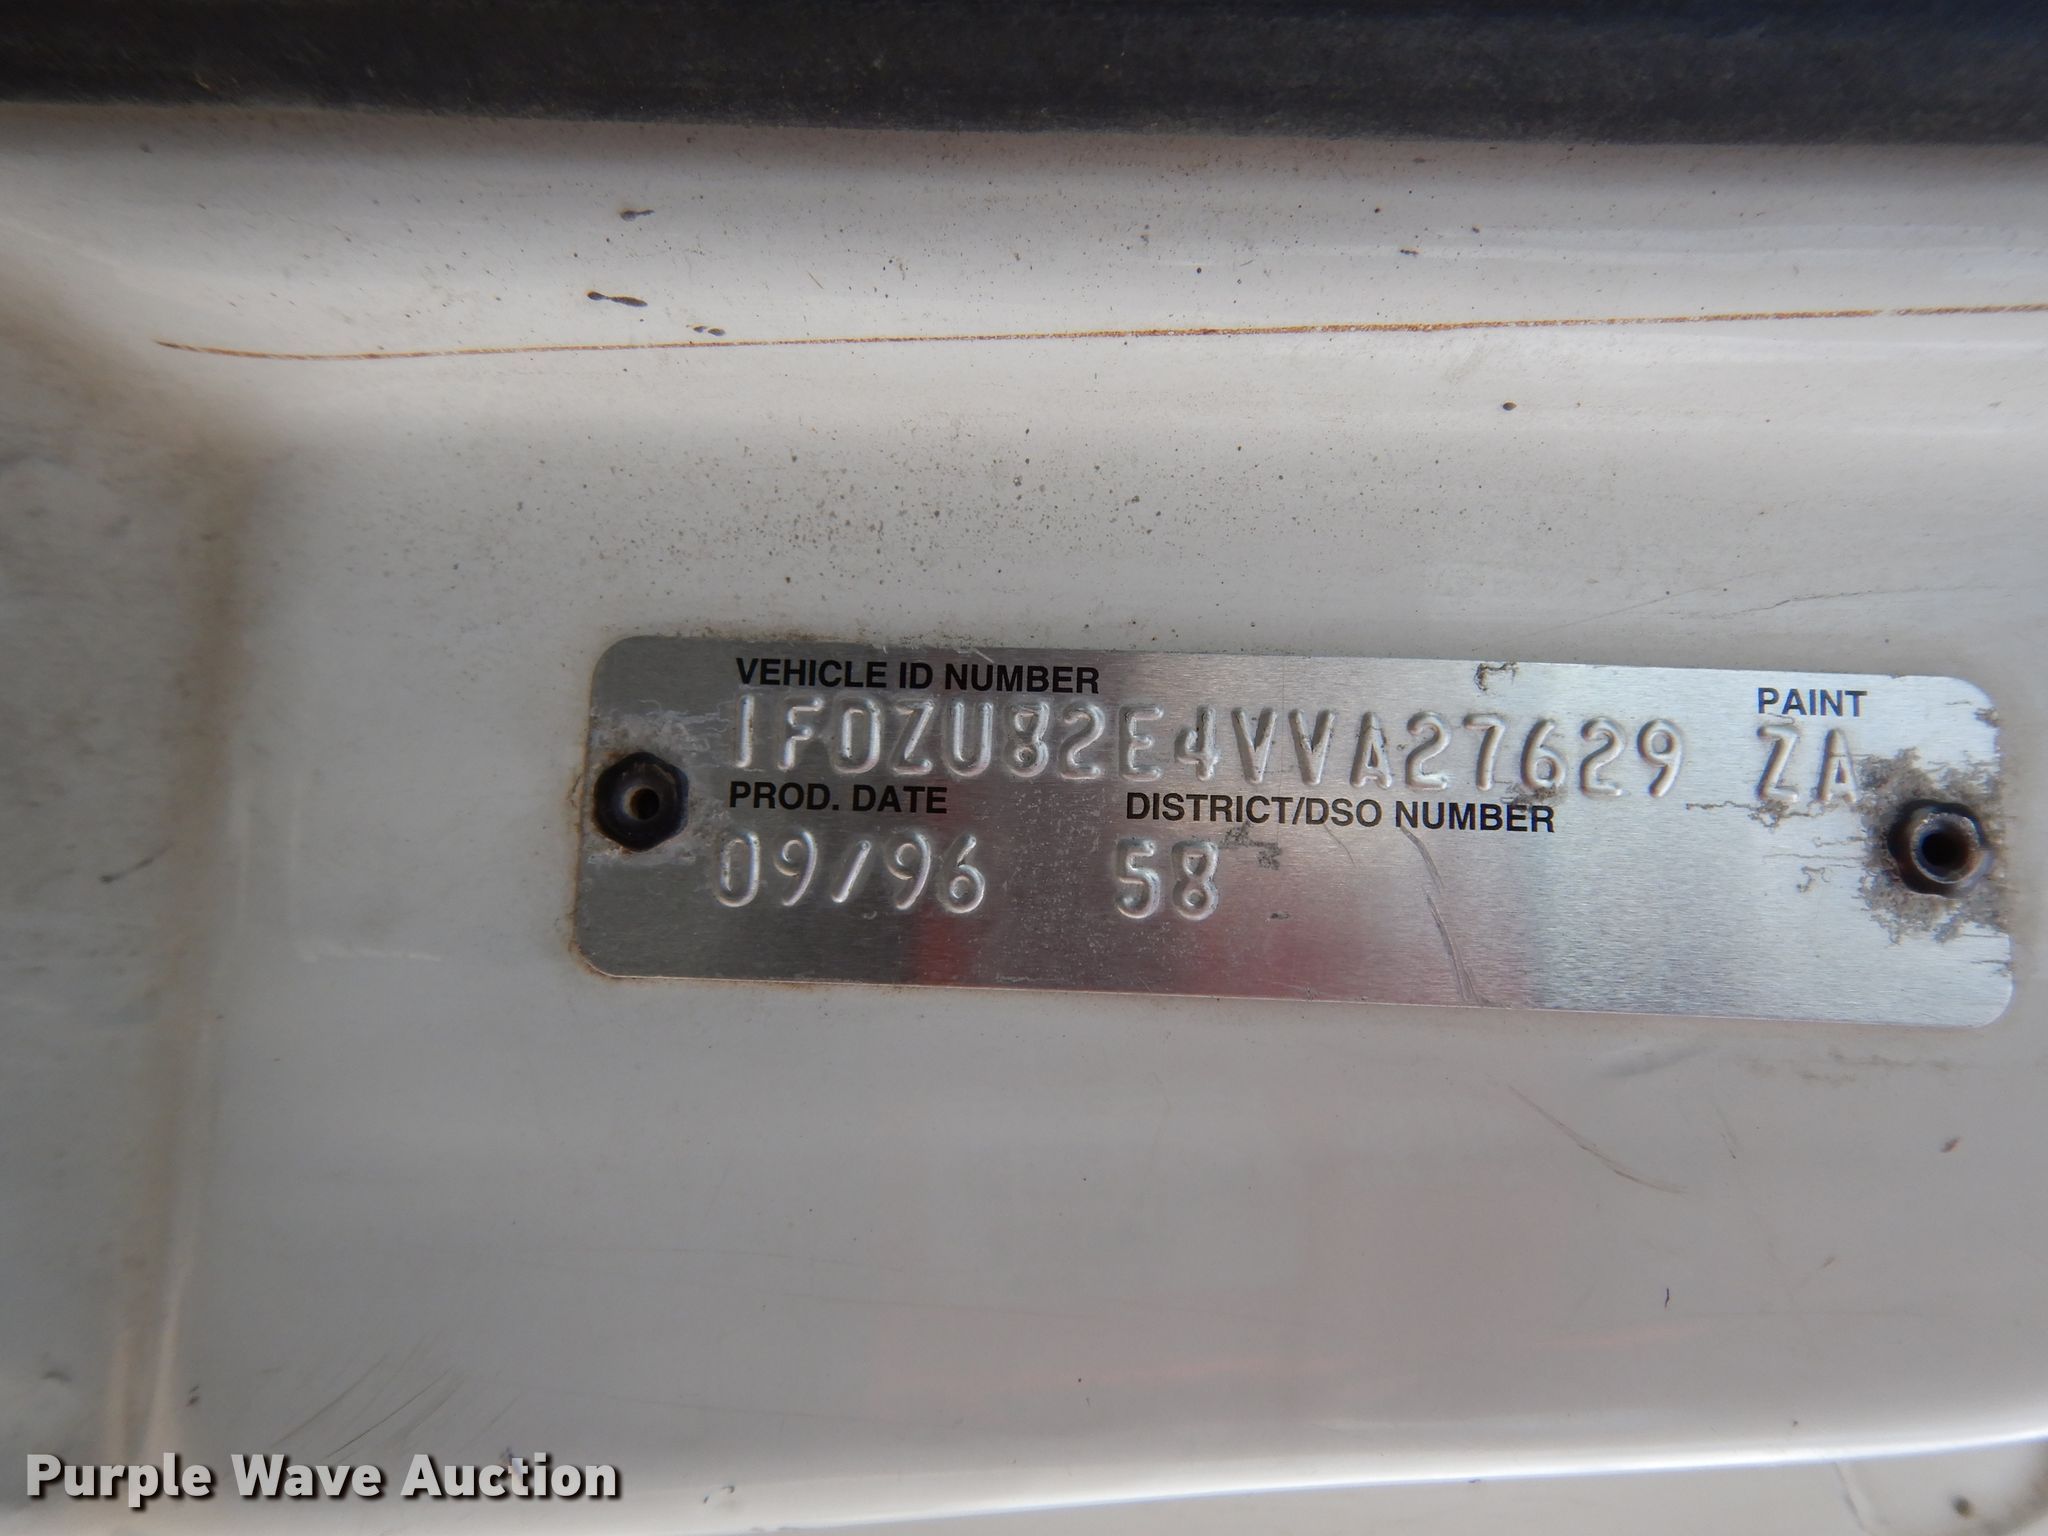 VEHICLE ID NUMBER
1FDZU82E4VVA27629
PAINT
ZA
PROD. DATE
09/96
DISTRICT/DSO NUMBER
58
Purple Wave Auction